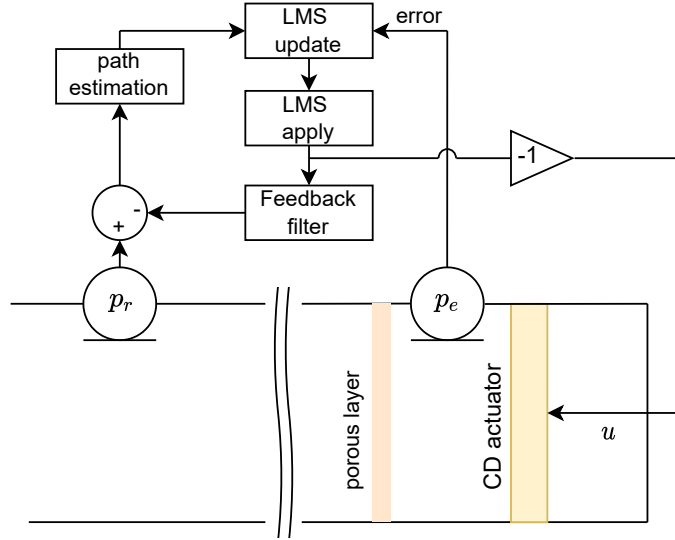 LMS
update
error
path
estimation
LMS
apply
-1
Feedback
filter
-
+
p_r
p_e
porous layer
CD actuator
u